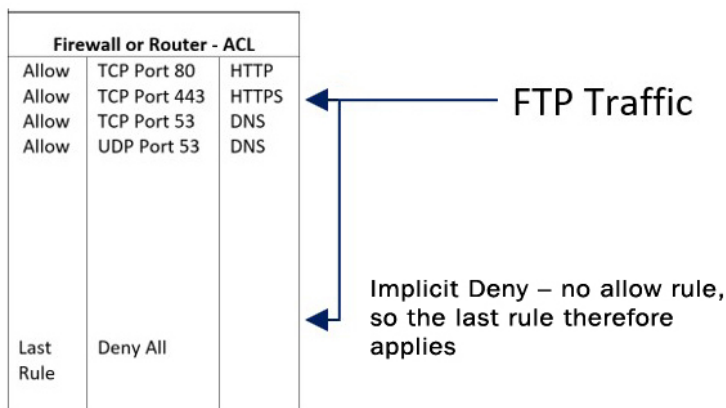 Firewall or Router - ACL
Allow TCP Port 80 HTTP
Allow TCP Port 443 HTTPS
Allow TCP Port 53 DNS
Allow UDP Port 53 DNS
FTP Traffic
Implicit Deny – no allow rule,
so the last rule therefore
applies
Last Deny All
Rule